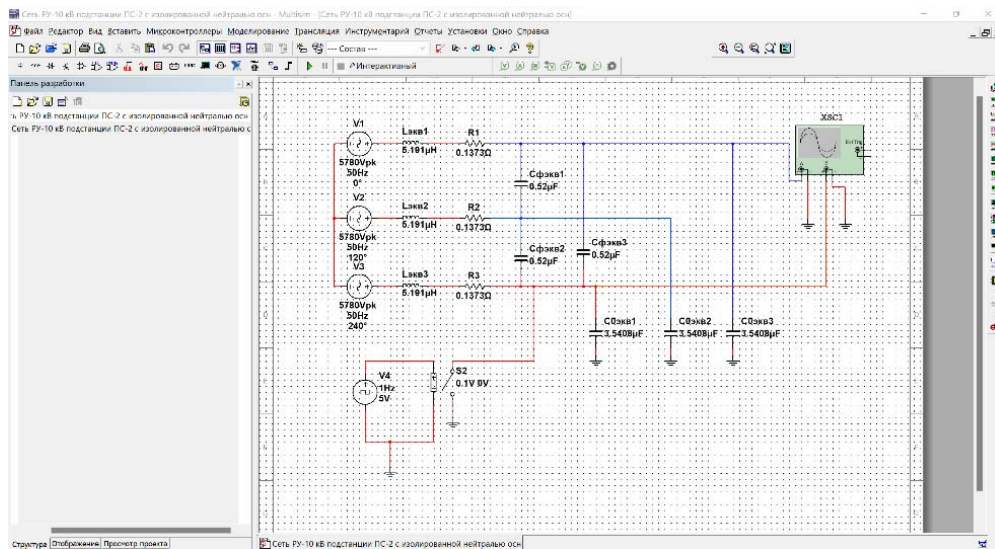 Сеть РУ-10 кВ подстанции ПС-2 с изолированной нейтралью осн - Multisim - [Сеть РУ-10 кВ подстанции ПС-2 с изолированной нейтралью осн]
Файл Редактор Вид Вставить Микроконтроллеры Моделирование Трансляция Инструментарий Отчеты Установки Окно Справка
--- Состав ---
Интерактивный
Панель разработки
ь РУ-10 кВ подстанции ПС-2 с изолированной нейтралью осн
Сеть РУ-10 кВ подстанции ПС-2 с изолированной нейтралью о
V1
5780Vpk
50Hz
0°
Lэкв1
5.191µH
R1
0.1373Ω
XSC1
Ext Trig
Cфэкв1
0.52µF
V2
5780Vpk
50Hz
120°
Lэкв2
5.191µH
R2
0.1373Ω
Cфэкв2
0.52µF
Cфэкв3
0.52µF
V3
5780Vpk
50Hz
240°
Lэкв3
5.191µH
R3
0.1373Ω
C0экв1
3.5408µF
C0экв2
3.5408µF
C0экв3
3.5408µF
V4
1Hz
5V
S2
0.1V 0V
Структура Отображение Просмотр проекта
Сеть РУ-10 кВ подстанции ПС-2 с изолированной нейтралью осн